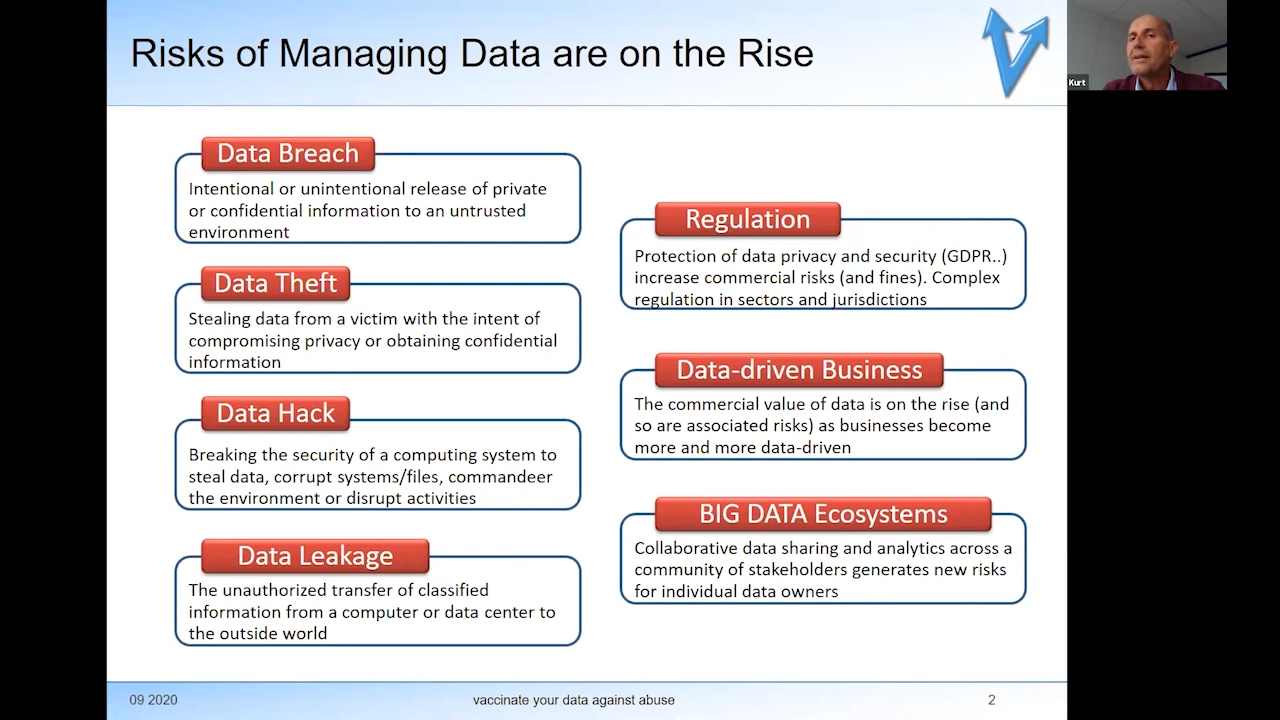 Risks of Managing Data are on the Rise
Kurt
Data Breach
Intentional or unintentional release of private
or confidential information to an untrusted
environment
Data Theft
Stealing data from a victim with the intent of
compromising privacy or obtaining confidential
information
Data Hack
Breaking the security of a computing system to
steal data, corrupt systems/files, commandeer
the environment or disrupt activities
Data Leakage
The unauthorized transfer of classified
information from a computer or data center to
the outside world
Regulation
Protection of data privacy and security (GDPR..)
increase commercial risks (and fines). Complex
regulation in sectors and jurisdictions
Data-driven Business
The commercial value of data is on the rise (and
so are associated risks) as businesses become
more and more data-driven
BIG DATA Ecosystems
Collaborative data sharing and analytics across a
community of stakeholders generates new risks
for individual data owners
09 2020
vaccinate your data against abuse
2